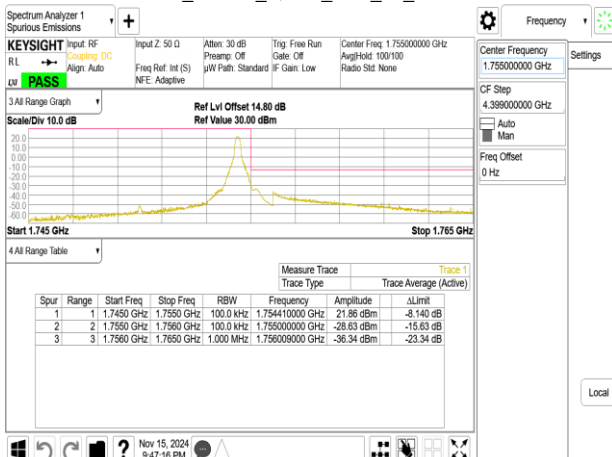 Spectrum Analyzer 1
Spurious Emissions
Frequency
KEYSIGHT Input: RF Input Z: 50 Ω Atten: 30 dB Trig: Free Run Center Freq: 1.755000000 GHz
RL Coupling: DC Preamp: Off Gate: Off Avg|Hold: 100/100
Align: Auto Freq Ref: Int (S) µW Path: Standard IF Gain: Low Radio Std: None
NFE: Adaptive
PASS
Center Frequency
1.755000000 GHz
Settings
CF Step
4.399000000 GHz
Auto
Man
Freq Offset
0 Hz
Local
3 All Range Graph
Ref Lvl Offset 14.80 dB
Scale/Div 10.0 dB Ref Value 30.00 dBm
20.0
10.0
0.00
-10.0
-20.0
-30.0
-40.0
-50.0
-60.0
Start 1.745 GHz Stop 1.765 GHz
4 All Range Table
Measure Trace Trace 1
Trace Type Trace Average (Active)
Spur Range Start Freq Stop Freq RBW Frequency Amplitude ΔLimit
1 1 1.7450 GHz 1.7550 GHz 100.0 kHz 1.754410000 GHz 21.86 dBm -8.140 dB
2 2 1.7550 GHz 1.7560 GHz 100.0 kHz 1.755000000 GHz -28.63 dBm -15.63 dB
3 3 1.7560 GHz 1.7650 GHz 1.000 MHz 1.756009000 GHz -36.34 dBm -23.34 dB
Nov 15, 2024
9:47:16 PM